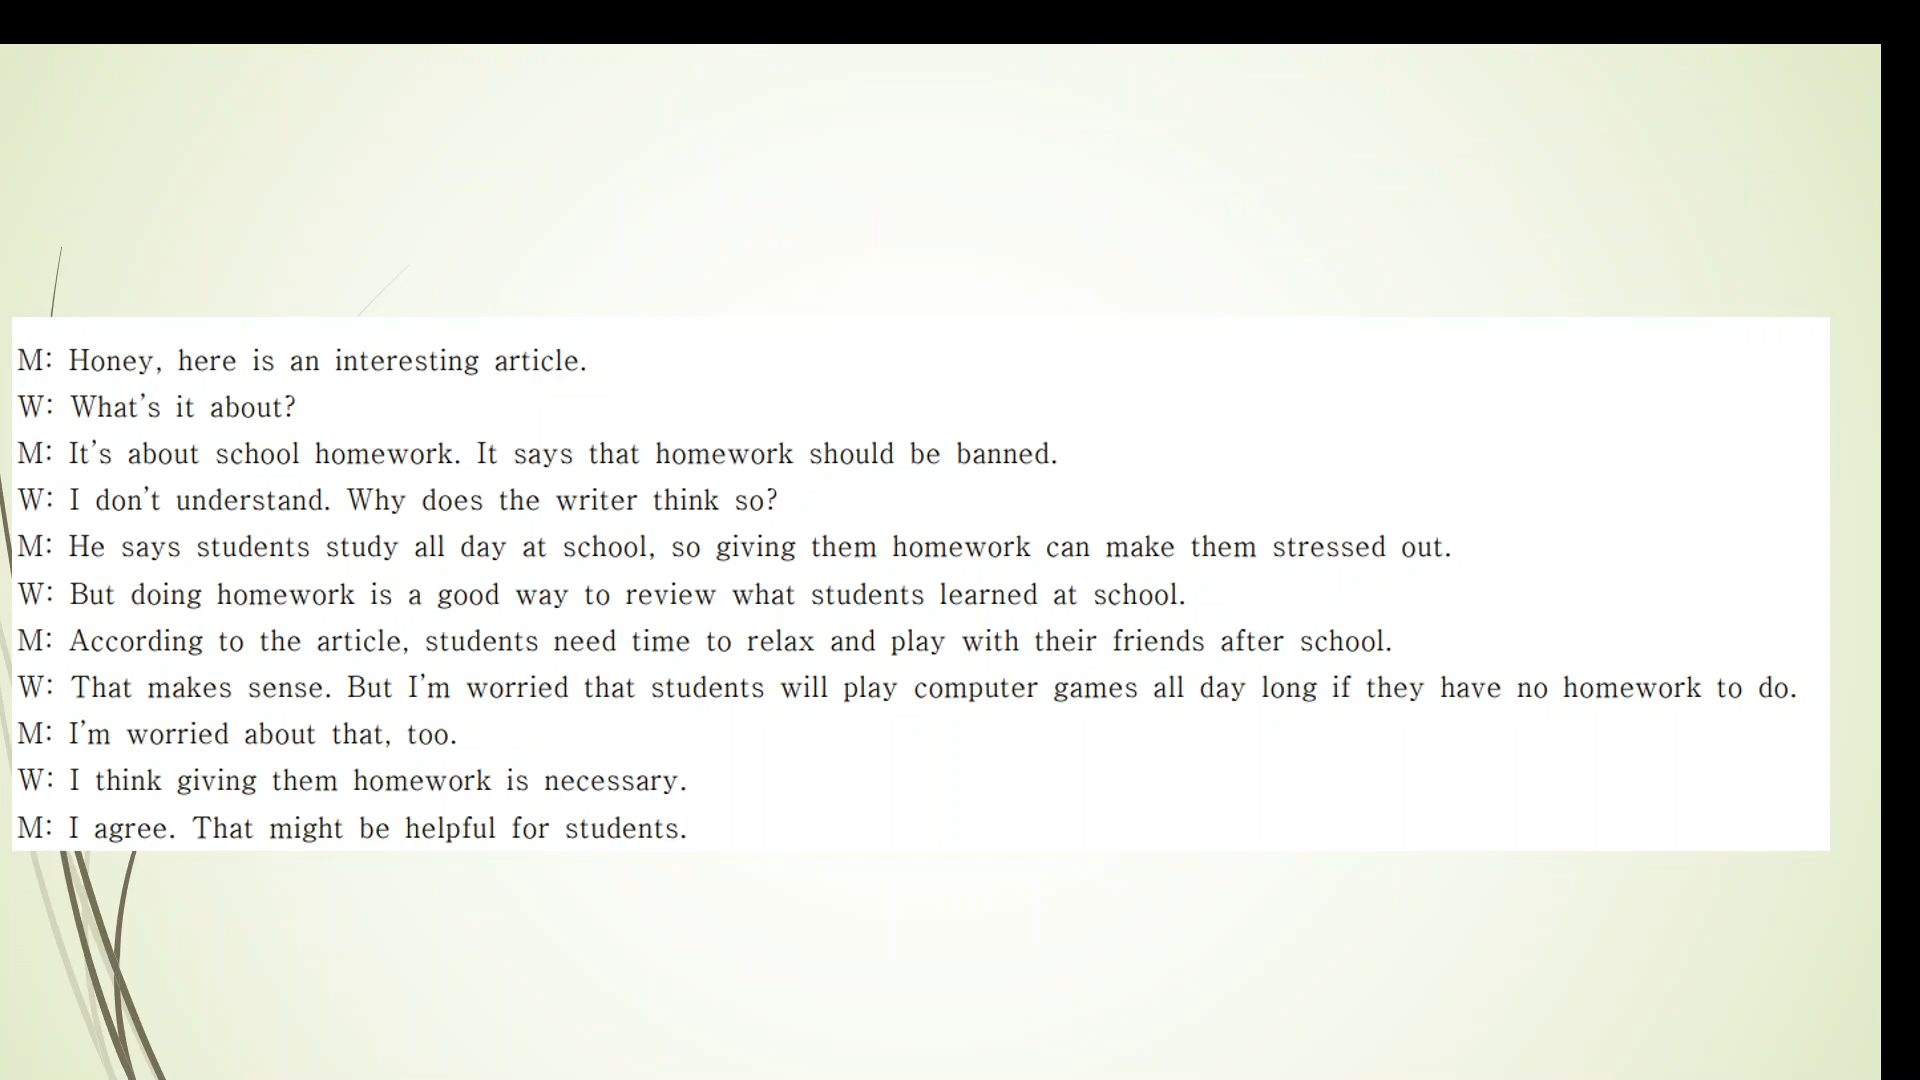 M: Honey, here is an interesting article.
W: What's it about?
M: It's about school homework. It says that homework should be banned.
W: I don't understand. Why does the writer think so?
M: He says students study all day at school, so giving them homework can make them stressed out.
W: But doing homework is a good way to review what students learned at school.
M: According to the article, students need time to relax and play with their friends after school.
W: That makes sense. But I'm worried that students will play computer games all day long if they have no homework to do.
M: I'm worried about that, too.
W: I think giving them homework is necessary.
M: I agree. That might be helpful for students.